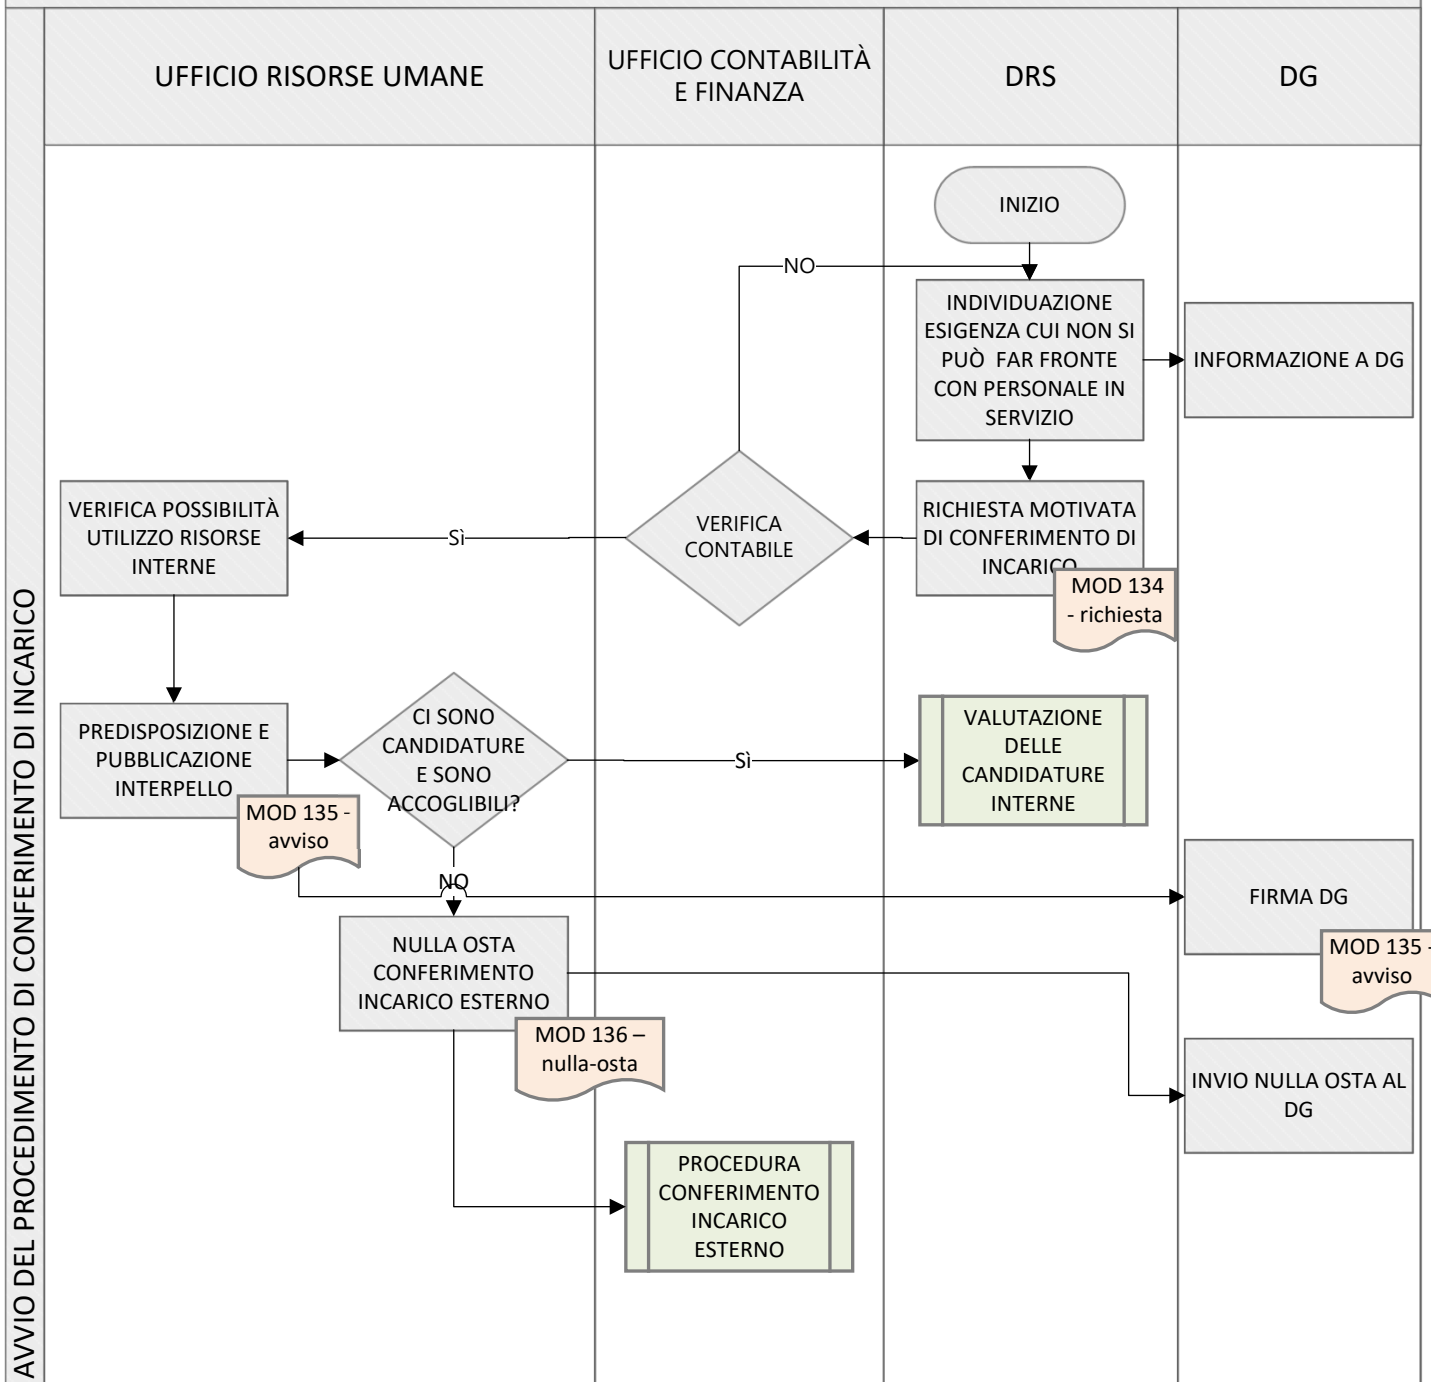 UFFICIO RISORSE UMANE
UFFICIO CONTABILITÀ
E FINANZA
DRS
DG
AVVIO DEL PROCEDIMENTO DI CONFERIMENTO DI INCARICO
INIZIO
NO
INDIVIDUAZIONE
ESIGENZA CUI NON SI
PUÒ FAR FRONTE
CON PERSONALE IN
SERVIZIO
INFORMAZIONE A DG
VERIFICA POSSIBILITÀ
UTILIZZO RISORSE
INTERNE
Sì
VERIFICA
CONTABILE
RICHIESTA MOTIVATA
DI CONFERIMENTO DI
INCARICO
MOD 134
- richiesta
PREDISPOSIZIONE E
PUBBLICAZIONE
INTERPELLO
MOD 135 -
avviso
CI SONO
CANDIDATURE
E SONO
ACCOGLIBILI?
Sì
VALUTAZIONE
DELLE
CANDIDATURE
INTERNE
NO
FIRMA DG
MOD 135 -
avviso
NULLA OSTA
CONFERIMENTO
INCARICO ESTERNO
MOD 136 –
nulla-osta
INVIO NULLA OSTA AL
DG
PROCEDURA
CONFERIMENTO
INCARICO
ESTERNO